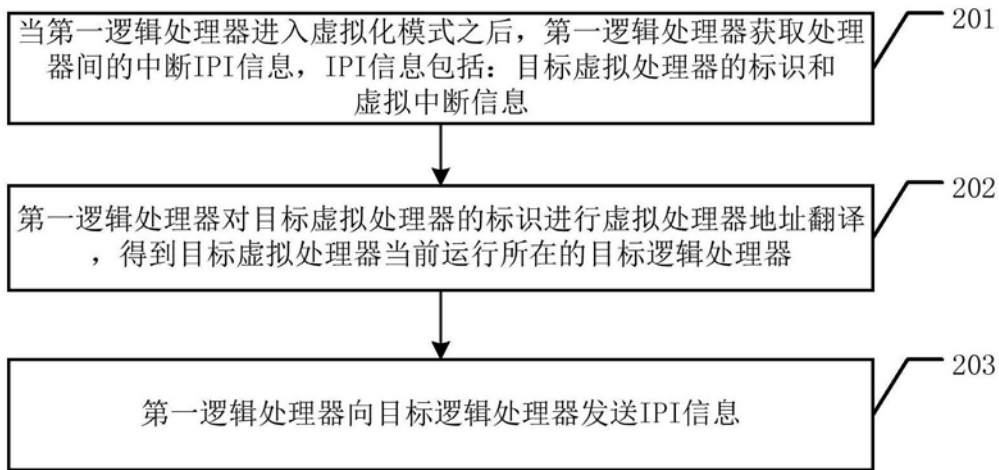 当第一逻辑处理器进入虚拟化模式之后，第一逻辑处理器获取处理
器间的中断IPI信息，IPI信息包括：目标虚拟处理器的标识和
虚拟中断信息
201
第一逻辑处理器对目标虚拟处理器的标识进行虚拟处理器地址翻译
，得到目标虚拟处理器当前运行所在的目标逻辑处理器
202
第一逻辑处理器向目标逻辑处理器发送IPI信息
203